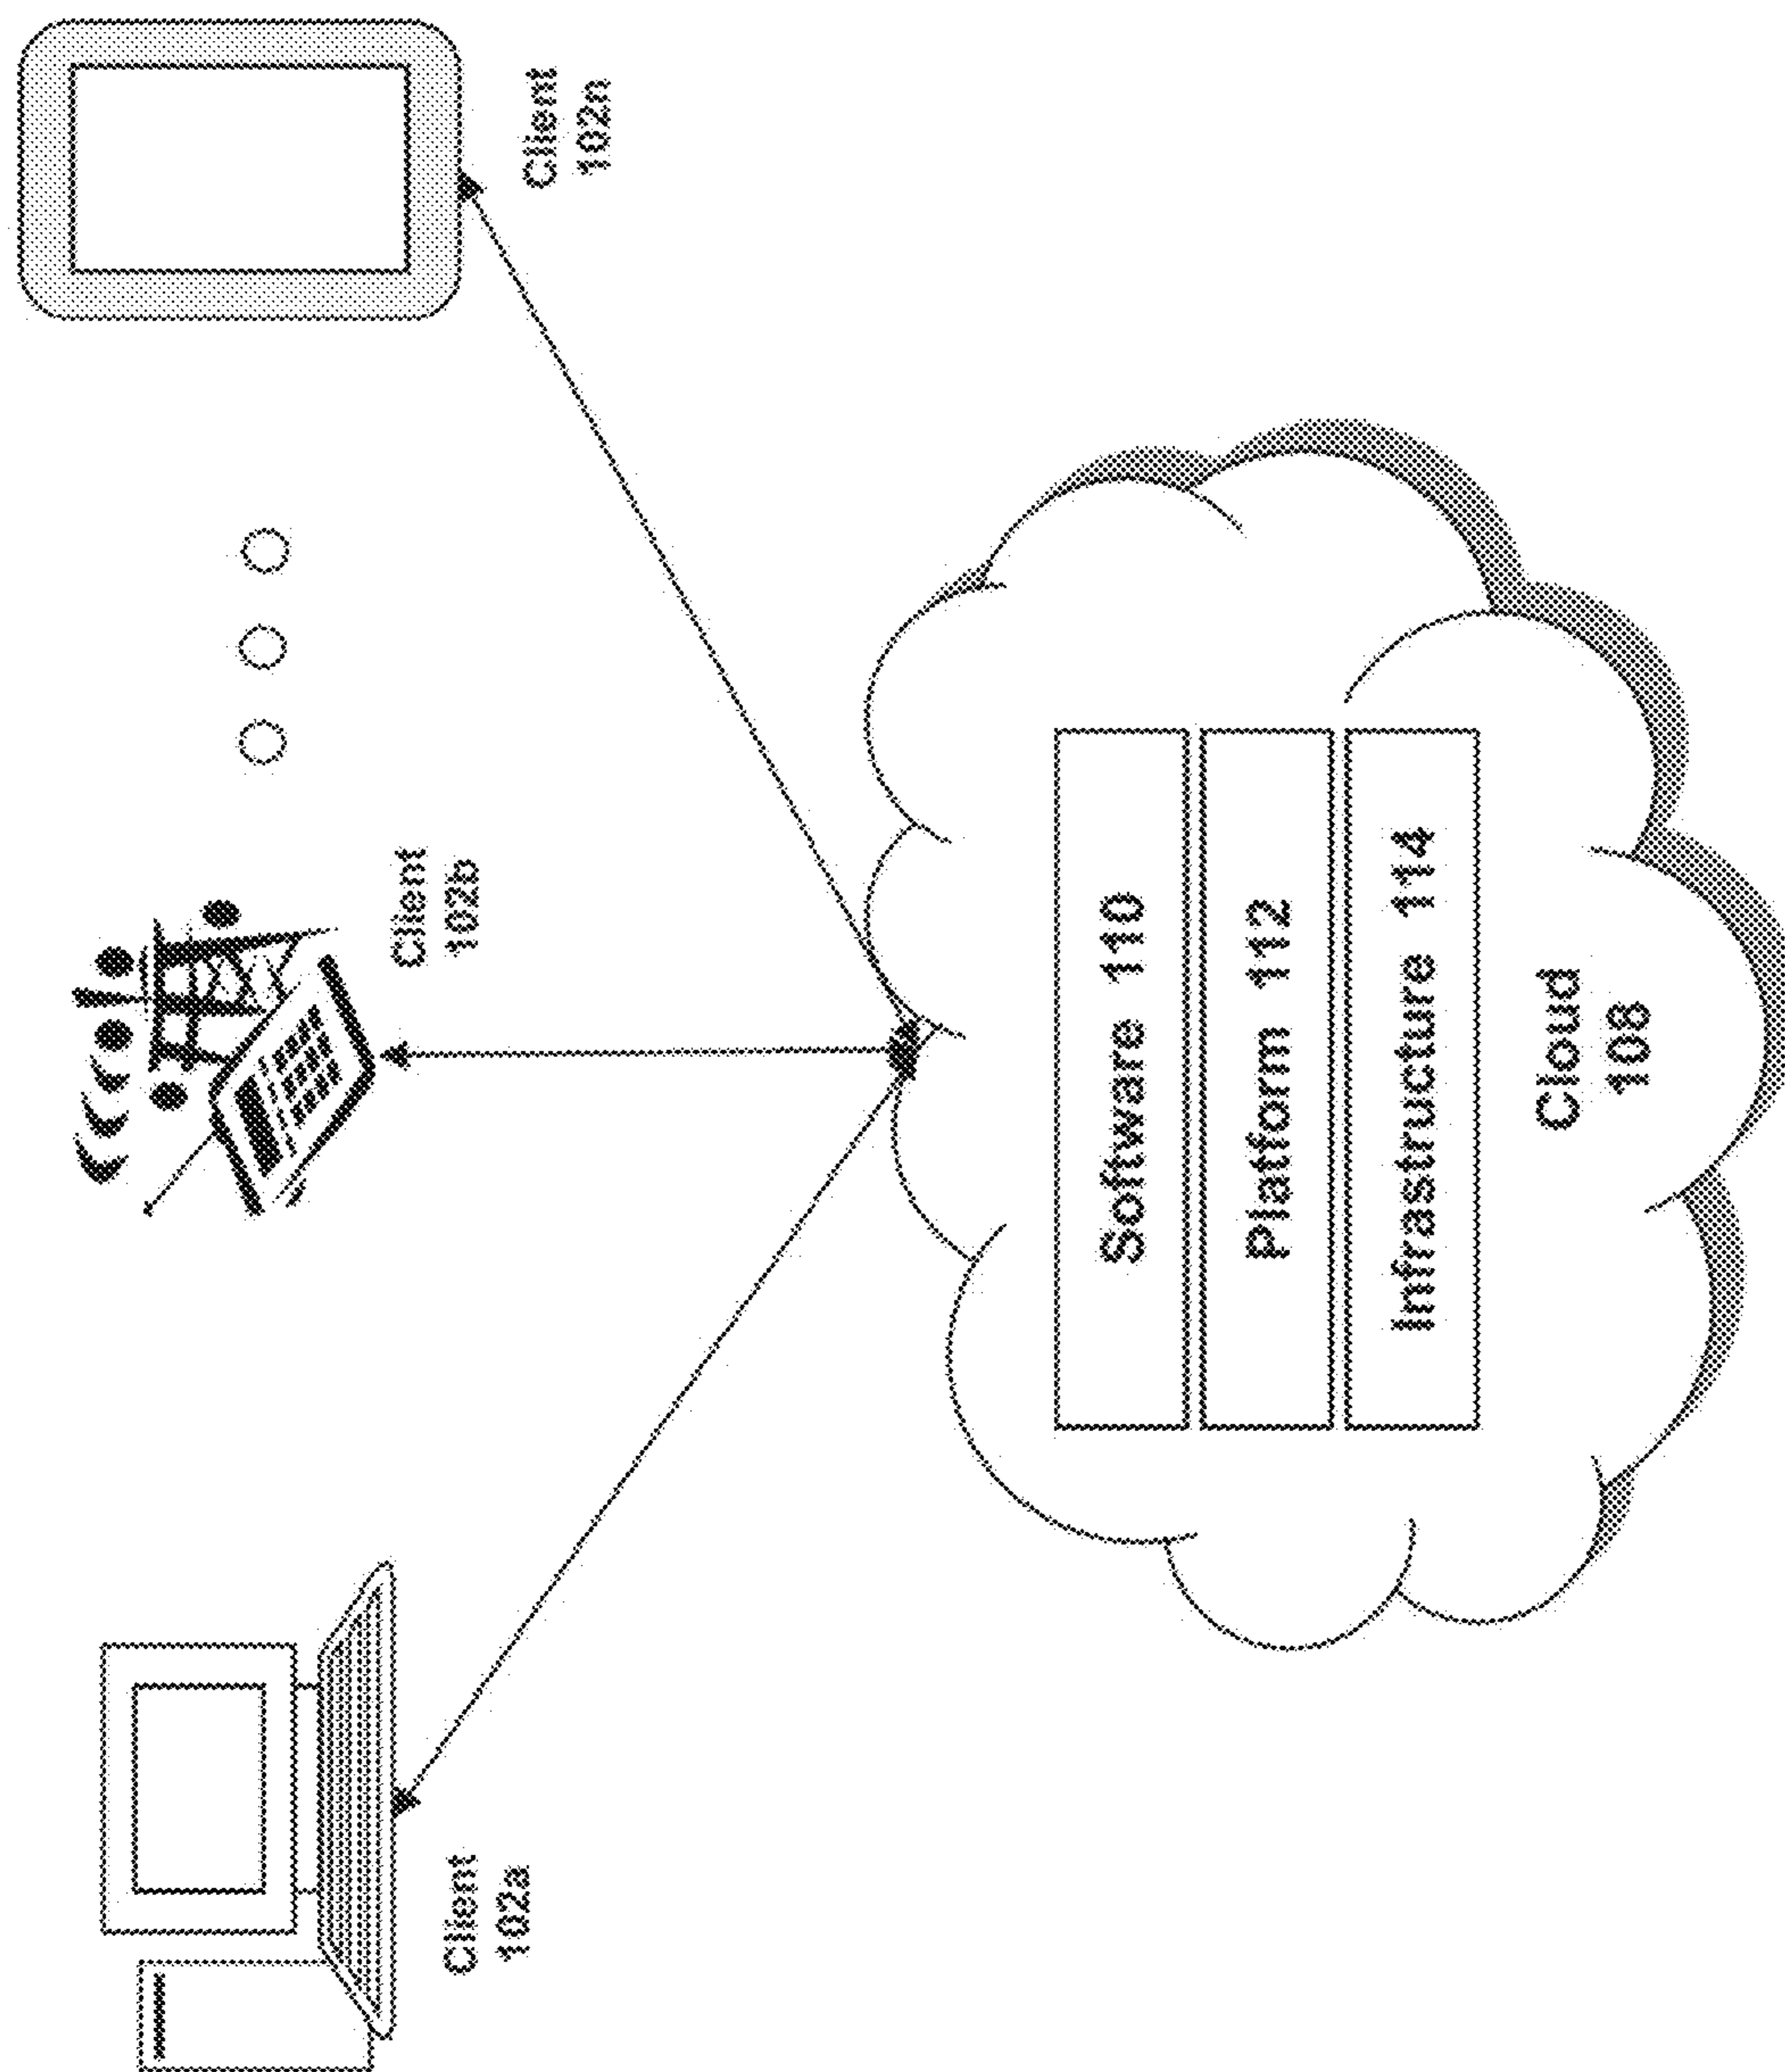 Client
102a
Client
102b
Client
102n
Software 110
Platform 112
Infrastructure 114
Cloud
108